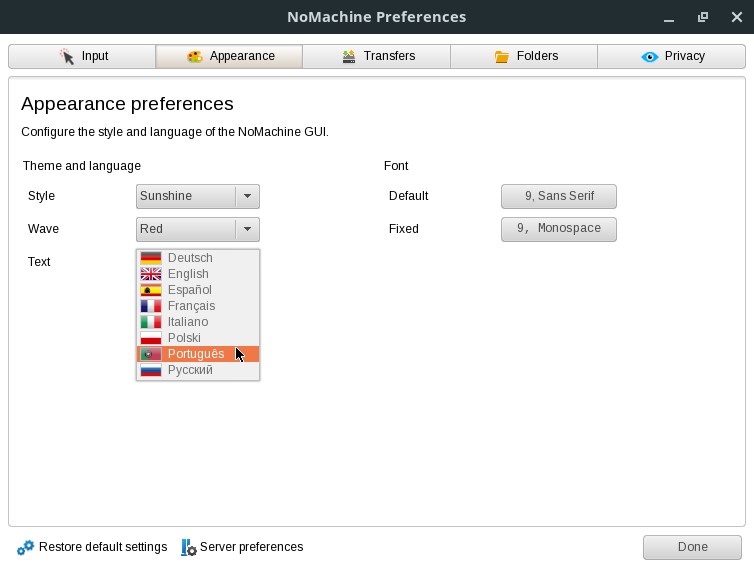 NoMachine Preferences
Input Appearance Transfers Folders Privacy
Appearance preferences
Configure the style and language of the NoMachine GUI.
Theme and language Font
Style Sunshine Default 9, Sans Serif
Wave Red Fixed 9, Monospace
Text
Deutsch
English
Español
Français
Italiano
Polski
Português
Русский
Restore default settings Server preferences Done